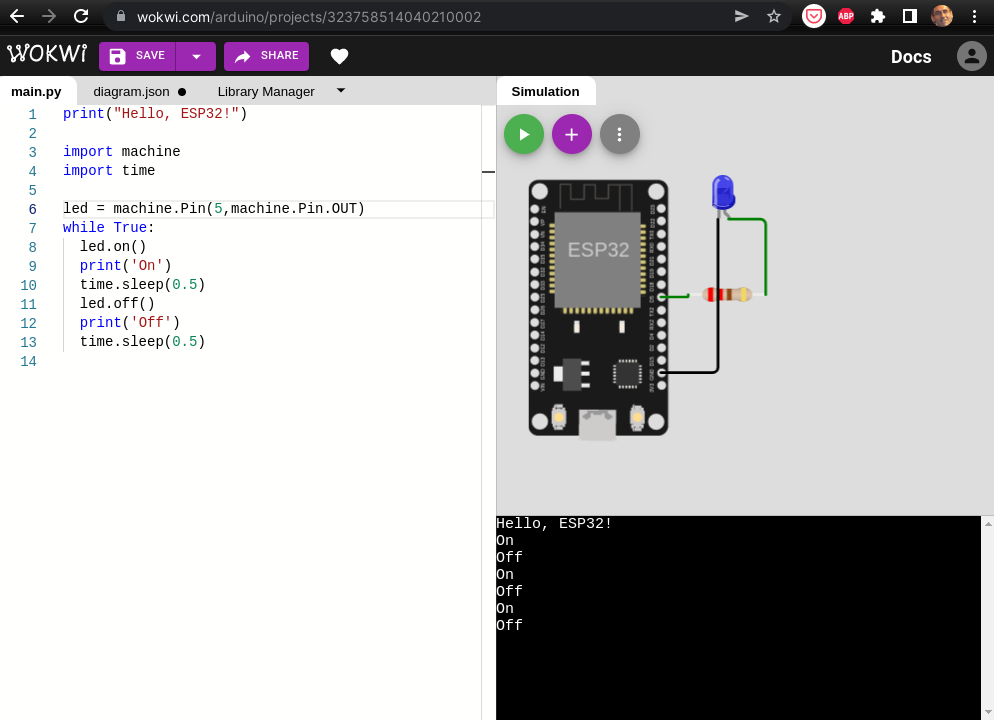 wokwi.com/arduino/projects/323758514040210002
ABP
WOKWI
SAVE
SHARE
Docs
main.py
diagram.json
Library Manager
Simulation
1 print("Hello, ESP32!")
2
3 import machine
4 import time
5
6 led = machine.Pin(5,machine.Pin.OUT)
7 while True:
8 led.on()
9 print('On')
10 time.sleep(0.5)
11 led.off()
12 print('Off')
13 time.sleep(0.5)
14
ESP32
Hello, ESP32!
On
Off
On
Off
On
Off